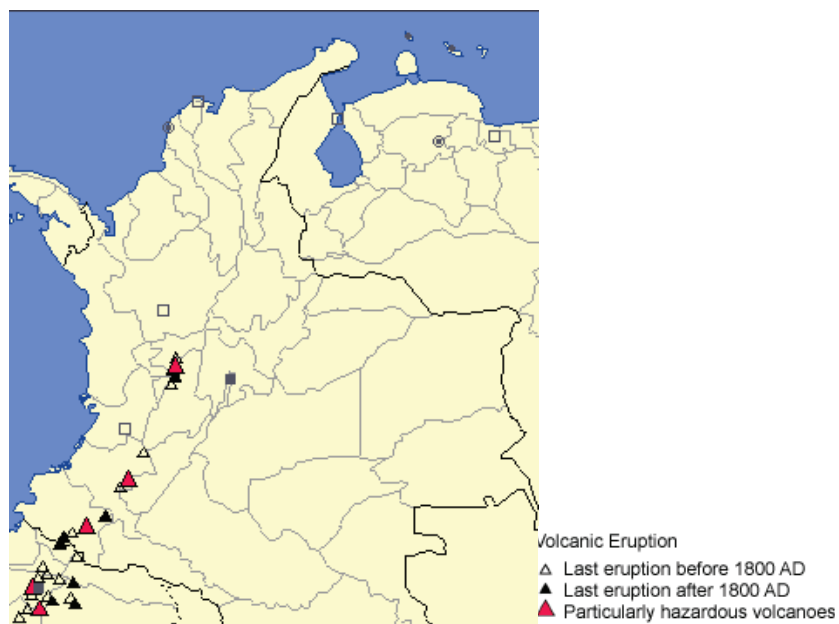 Volcanic Eruption
Last eruption before 1800 AD
Last eruption after 1800 AD
Particularly hazardous volcanoes